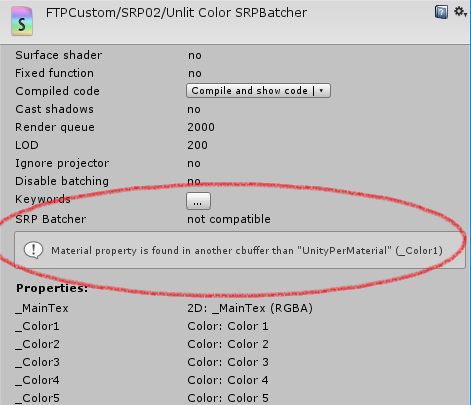 FTPCustom/SRP02/Unlit Color SRPBatcher
Surface shader no
Fixed function no
Compiled code Compile and show code
Cast shadows no
Render queue 2000
LOD 200
Ignore projector no
Disable batching no
Keywords ...
SRP Batcher not compatible
Material property is found in another cbuffer than "UnityPerMaterial" (_Color1)
Properties:
_MainTex 2D: _MainTex (RGBA)
_Color1 Color: Color 1
_Color2 Color: Color 2
_Color3 Color: Color 3
_Color4 Color: Color 4
_Color5 Color: Color 5